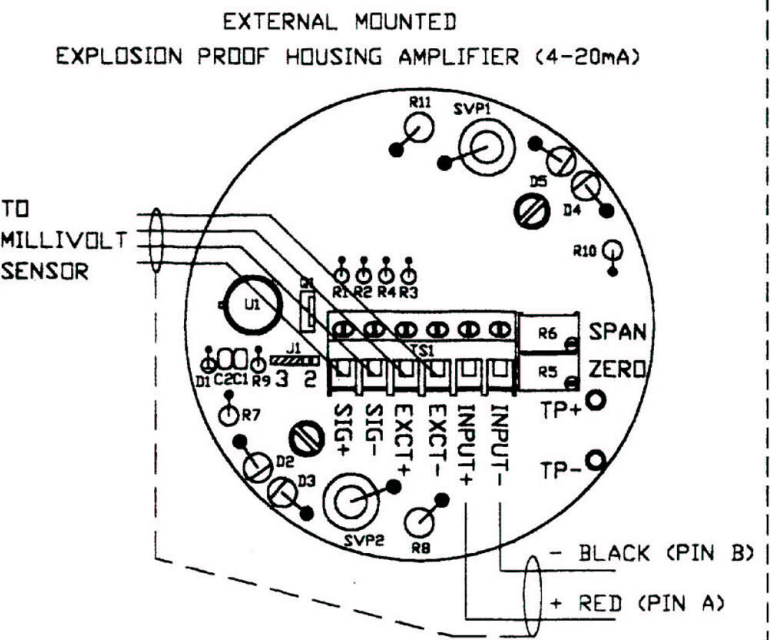 EXTERNAL MOUNTED
EXPLOSION PROOF HOUSING AMPLIFIER (4-20mA)
R11
SVP1
D5
D4
TO
MILLIVOLT
SENSOR
R10
Q1
R1 R2 R4 R3
U1
R6 SPAN
TS1
J1
R5 ZERO
D1 C2 C1 R9 3 2
TP+
R7
SIG+
SIG-
EXCT+
EXCT-
INPUT+
INPUT-
D2
D3
TP-
SVP2
R8
- BLACK (PIN B)
+ RED (PIN A)